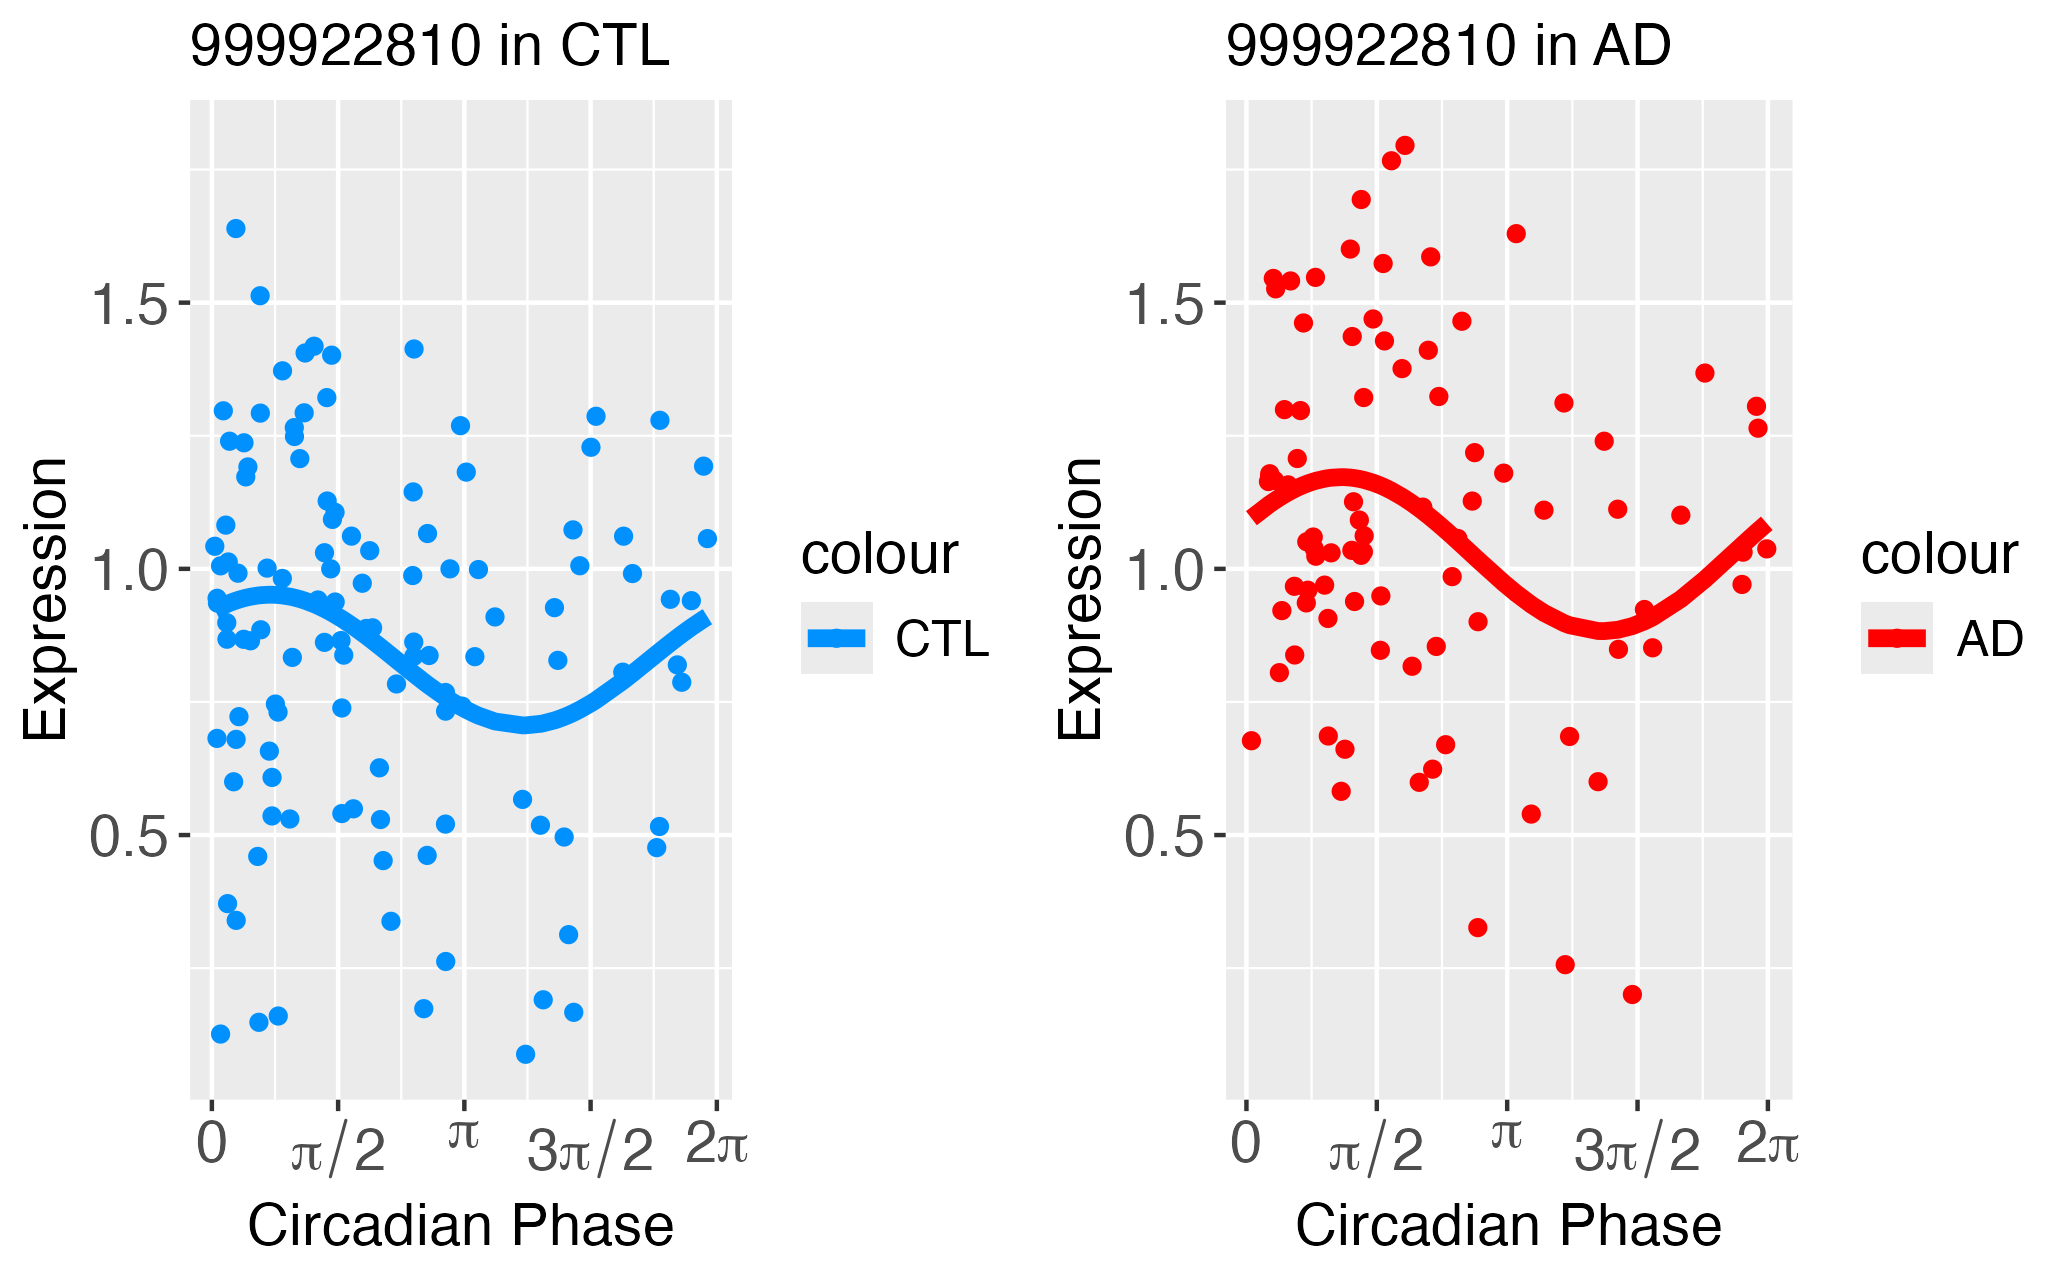 999922810 in CTL
1.5
1.0
0.5
Expression
0
π/2
π
3π/2
2π
Circadian Phase
colour
CTL
999922810 in AD
1.5
1.0
0.5
Expression
0
π/2
π
3π/2
2π
Circadian Phase
colour
AD